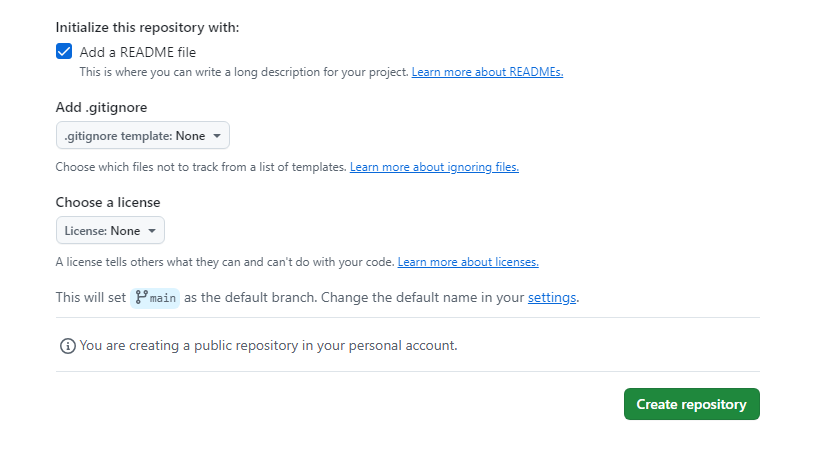 Initialize this repository with:
Add a README file
This is where you can write a long description for your project. Learn more about READMEs.
Add .gitignore
.gitignore template: None
Choose which files not to track from a list of templates. Learn more about ignoring files.
Choose a license
License: None
A license tells others what they can and can't do with your code. Learn more about licenses.
This will set main as the default branch. Change the default name in your settings.
You are creating a public repository in your personal account.
Create repository